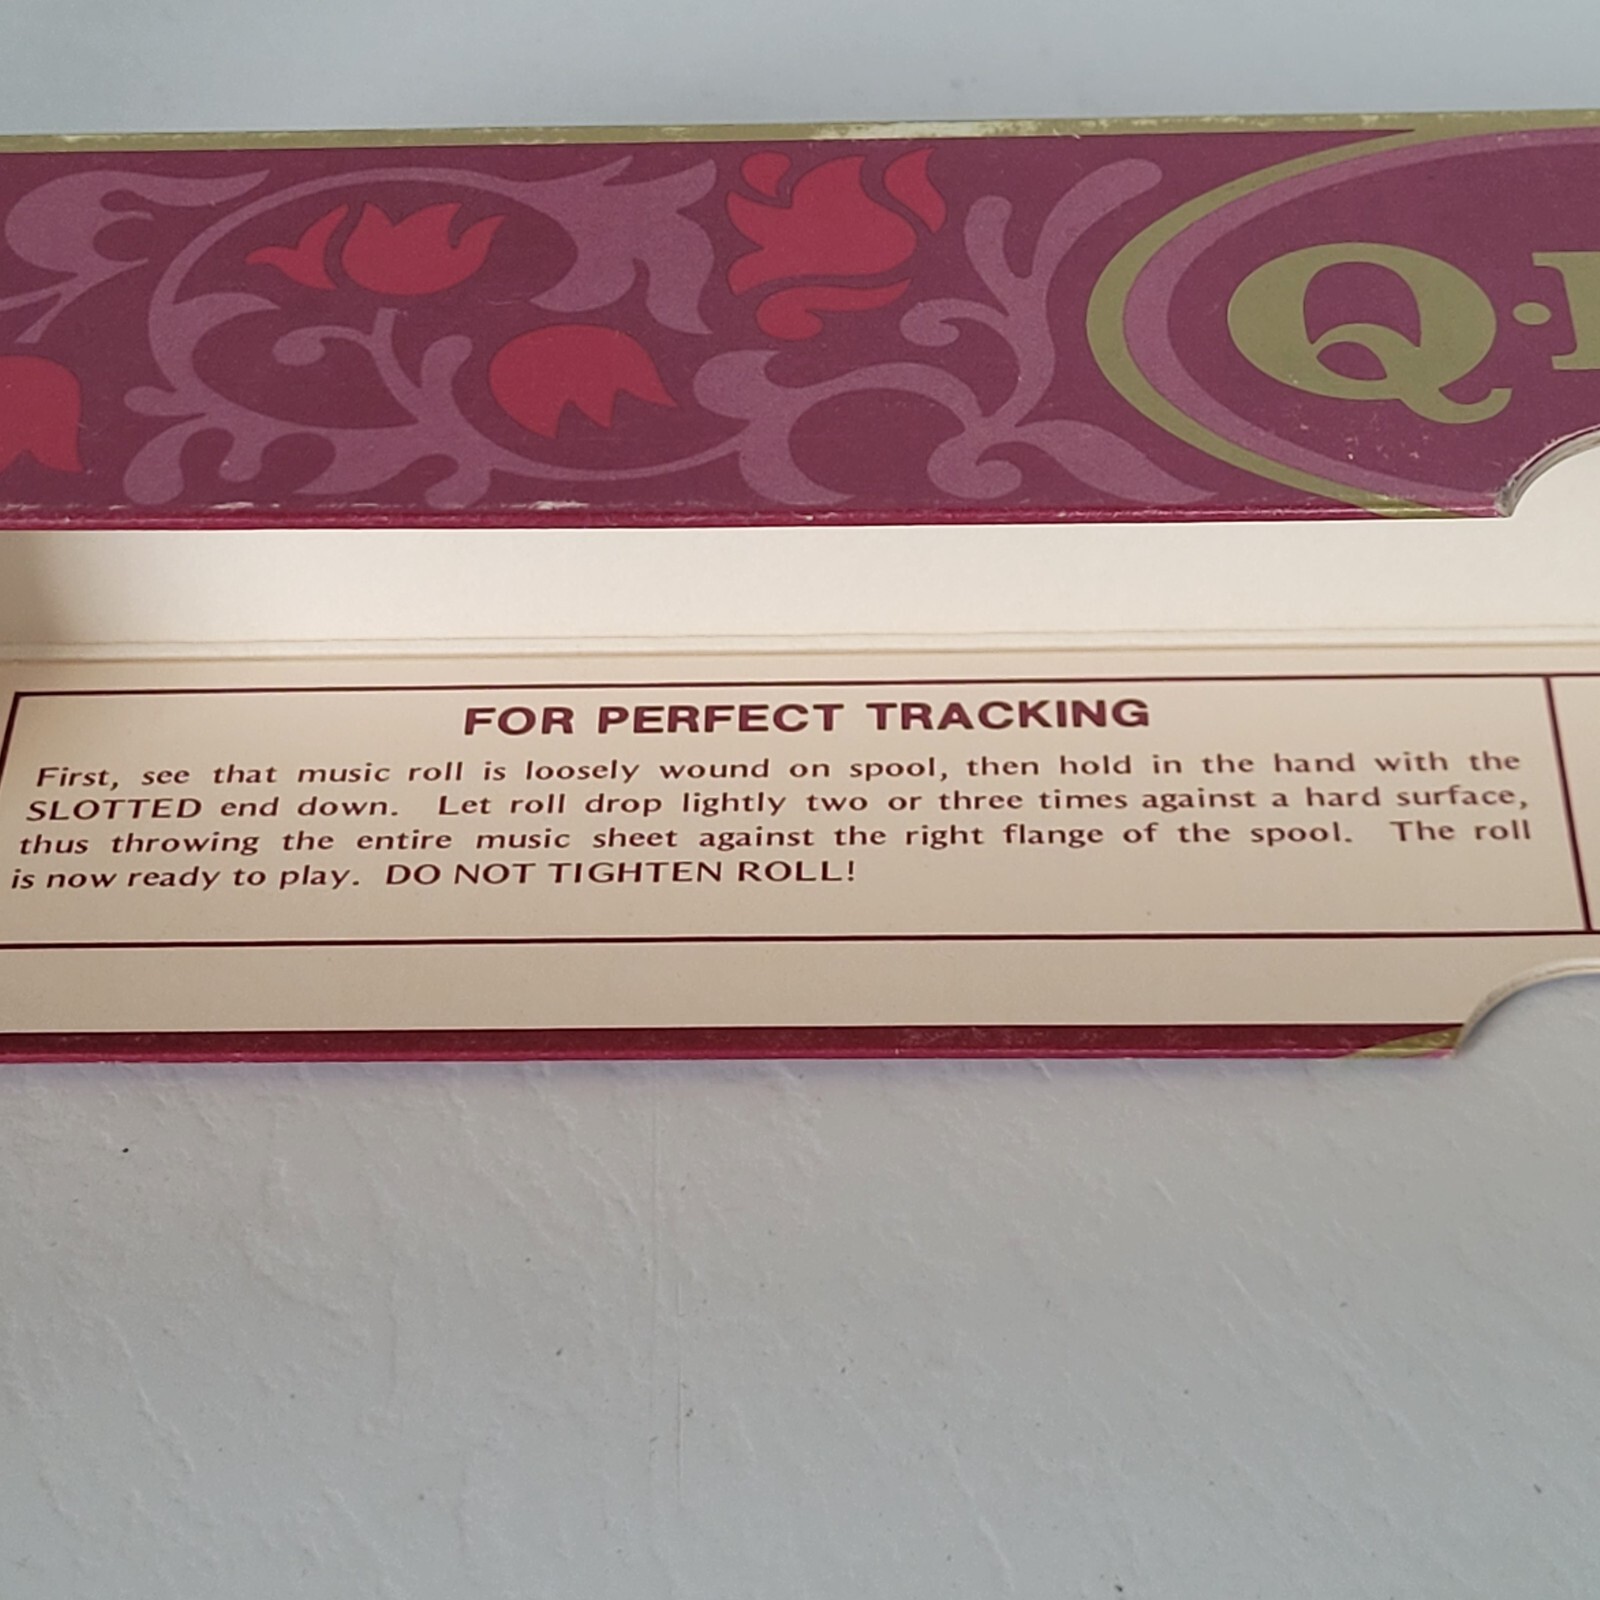 Q·
FOR PERFECT TRACKING
First, see that music roll is loosely wound on spool, then hold in the hand with the
SLOTTED end down. Let roll drop lightly two or three times against a hard surface,
thus throwing the entire music sheet against the right flange of the spool. The roll
is now ready to play. DO NOT TIGHTEN ROLL!